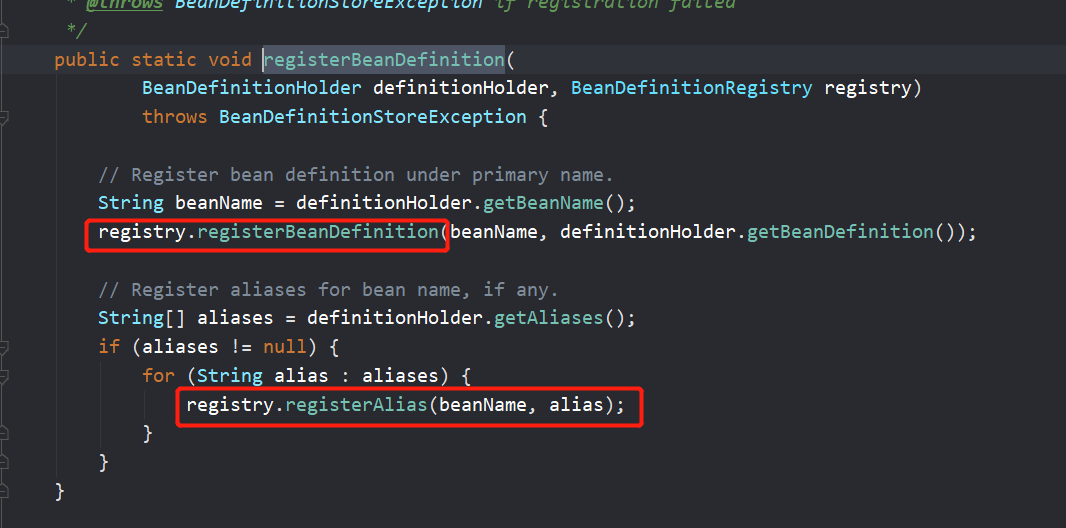 * @throws BeanDefinitionStoreException if registration failed
*/
public static void registerBeanDefinition(
BeanDefinitionHolder definitionHolder, BeanDefinitionRegistry registry)
throws BeanDefinitionStoreException {
// Register bean definition under primary name.
String beanName = definitionHolder.getBeanName();
registry.registerBeanDefinition(beanName, definitionHolder.getBeanDefinition());
// Register aliases for bean name, if any.
String[] aliases = definitionHolder.getAliases();
if (aliases != null) {
for (String alias : aliases) {
registry.registerAlias(beanName, alias);
}
}
}